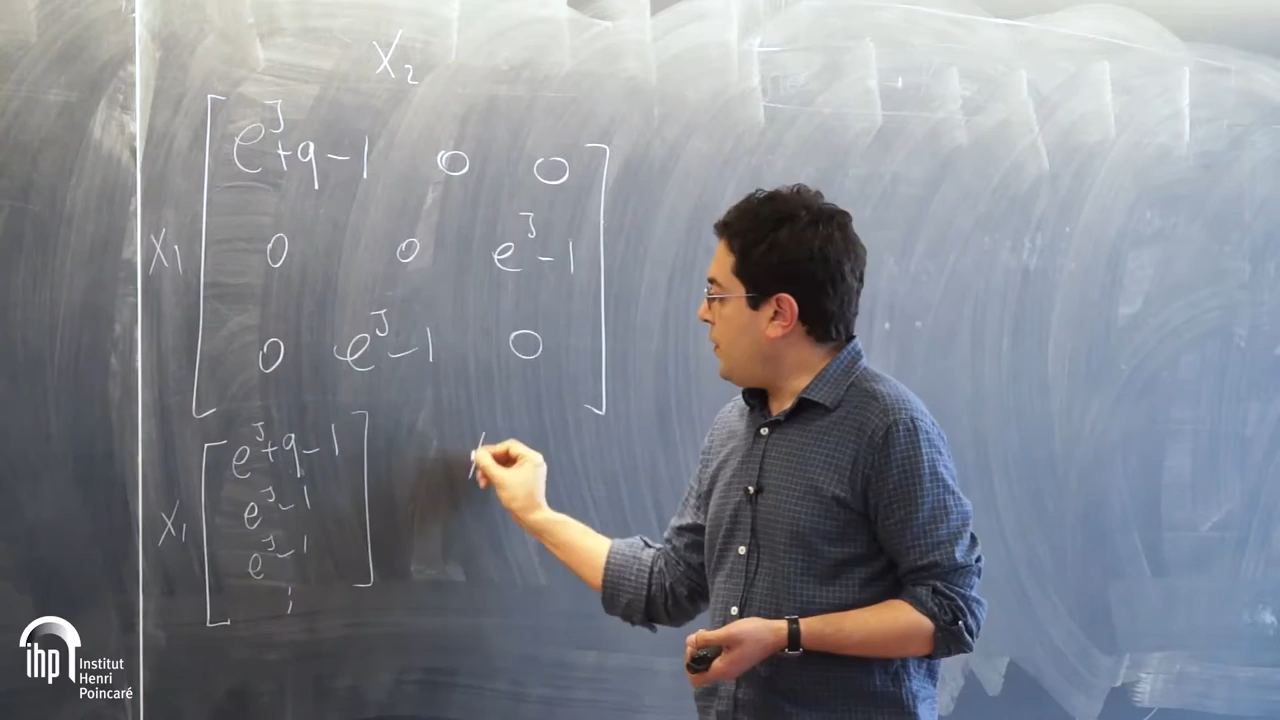 X₂
e^J+q-1 0 0
X₁ 0 0 e^J-1
0 e^J-1 0
e^J+q-1
e^J-1
X₁
e^J-1
⋮
ihp Institut
Henri
Poincaré